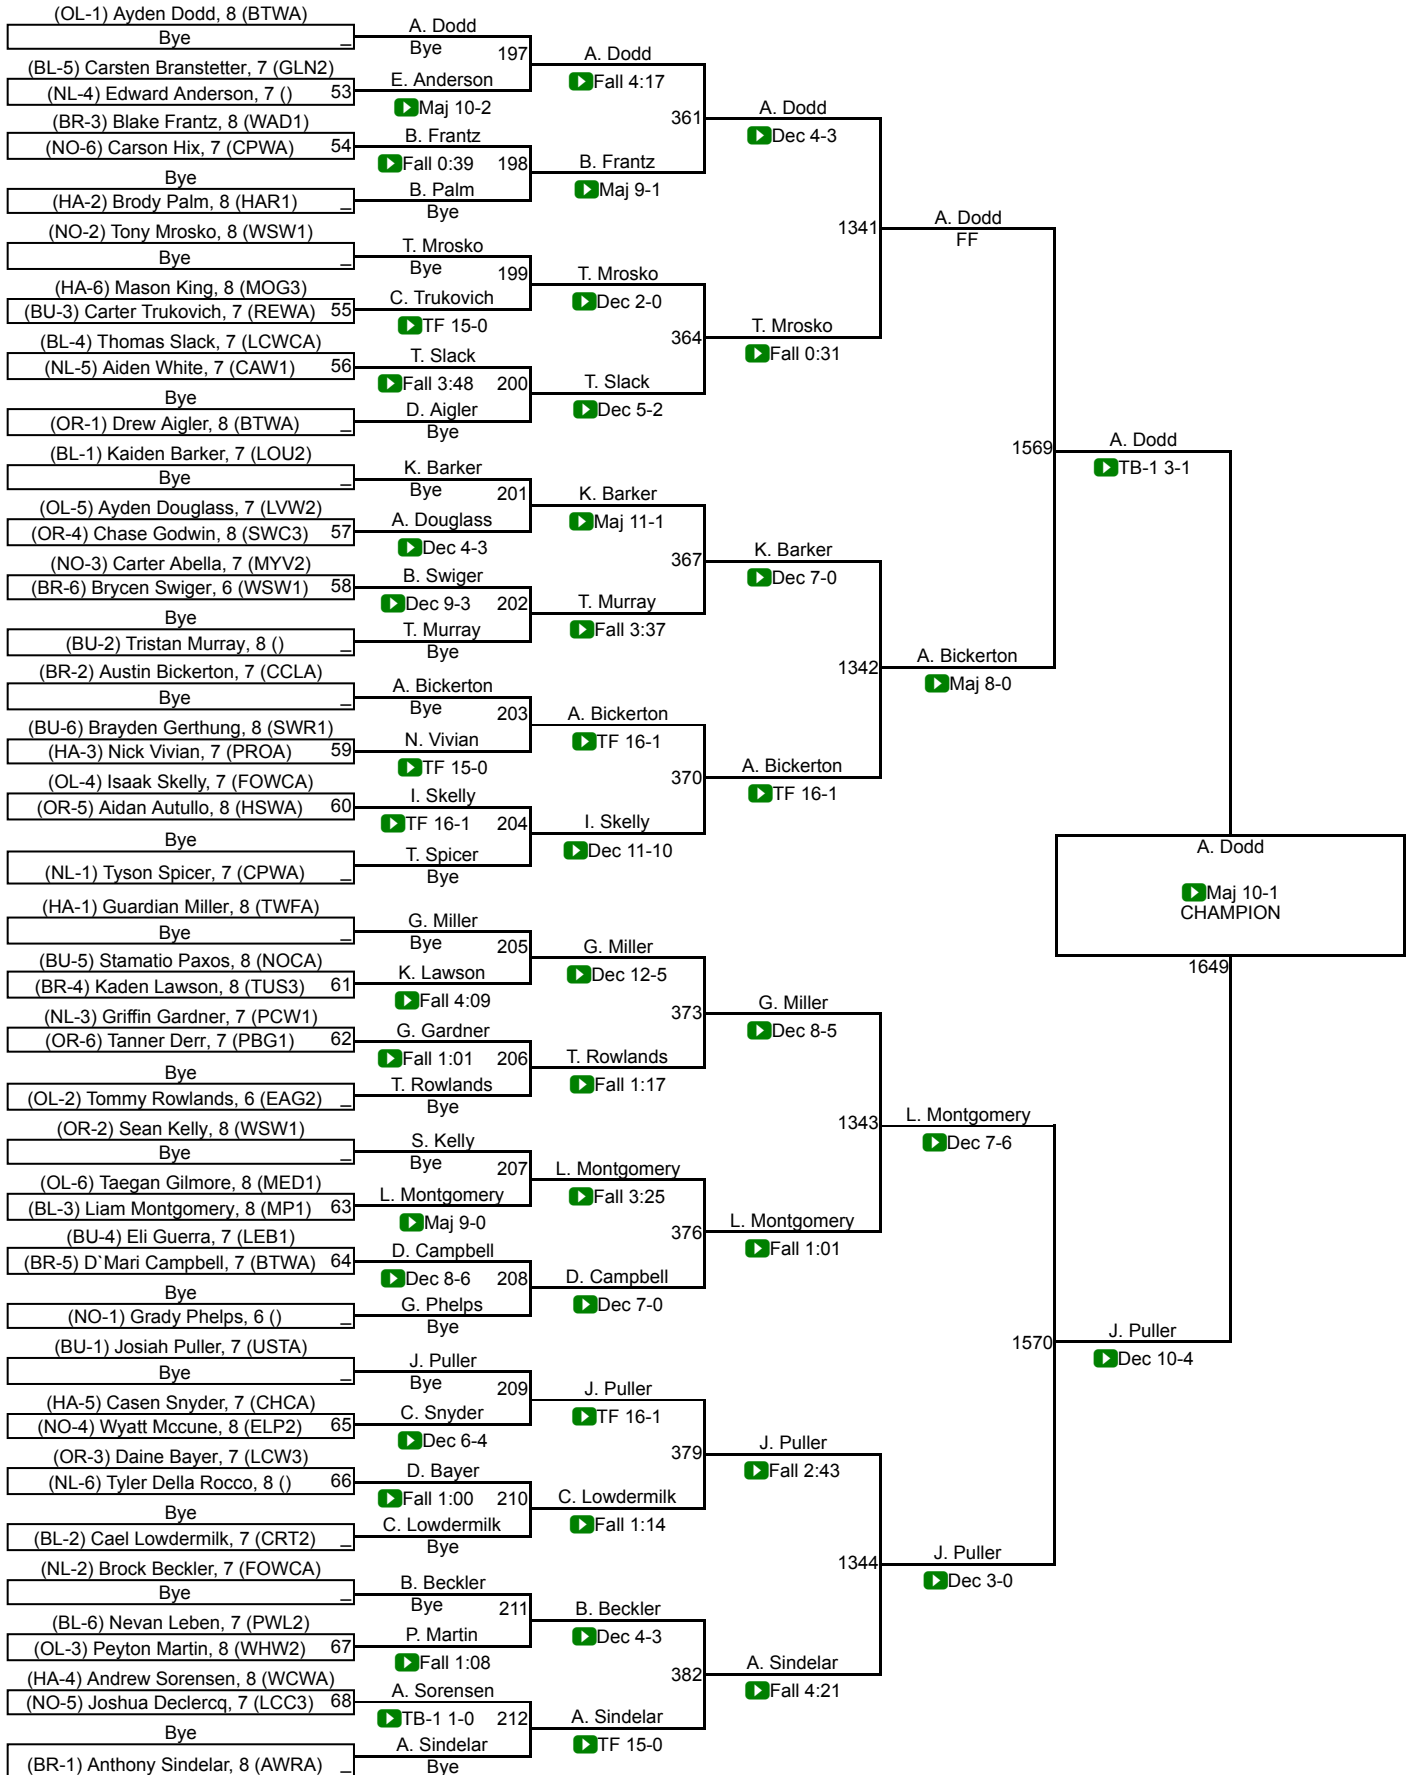 (OL-1) Ayden Dodd, 8 (BTWA)
Bye _
(BL-5) Carsten Branstetter, 7 (GLN2)
(NL-4) Edward Anderson, 7 () 53
(BR-3) Blake Frantz, 8 (WAD1)
(NO-6) Carson Hix, 7 (CPWA) 54
Bye
(HA-2) Brody Palm, 8 (HAR1) _
(NO-2) Tony Mrosko, 8 (WSW1)
Bye _
(HA-6) Mason King, 8 (MOG3)
(BU-3) Carter Trukovich, 7 (REWA) 55
(BL-4) Thomas Slack, 7 (LCWCA)
(NL-5) Aiden White, 7 (CAW1) 56
Bye
(OR-1) Drew Aigler, 8 (BTWA) _
(BL-1) Kaiden Barker, 7 (LOU2)
Bye _
(OL-5) Ayden Douglass, 7 (LVW2)
(OR-4) Chase Godwin, 8 (SWC3) 57
(NO-3) Carter Abella, 7 (MYV2)
(BR-6) Brycen Swiger, 6 (WSW1) 58
Bye
(BU-2) Tristan Murray, 8 () _
(BR-2) Austin Bickerton, 7 (CCLA)
Bye _
(BU-6) Brayden Gerthung, 8 (SWR1)
(HA-3) Nick Vivian, 7 (PROA) 59
(OL-4) Isaak Skelly, 7 (FOWCA)
(OR-5) Aidan Autullo, 8 (HSWA) 60
Bye
(NL-1) Tyson Spicer, 7 (CPWA) _
(HA-1) Guardian Miller, 8 (TWFA)
Bye _
(BU-5) Stamatio Paxos, 8 (NOCA)
(BR-4) Kaden Lawson, 8 (TUS3) 61
(NL-3) Griffin Gardner, 7 (PCW1)
(OR-6) Tanner Derr, 7 (PBG1) 62
Bye
(OL-2) Tommy Rowlands, 6 (EAG2) _
(OR-2) Sean Kelly, 8 (WSW1)
Bye _
(OL-6) Taegan Gilmore, 8 (MED1)
(BL-3) Liam Montgomery, 8 (MP1) 63
(BU-4) Eli Guerra, 7 (LEB1)
(BR-5) D`Mari Campbell, 7 (BTWA) 64
Bye
(NO-1) Grady Phelps, 6 () _
(BU-1) Josiah Puller, 7 (USTA)
Bye _
(HA-5) Casen Snyder, 7 (CHCA)
(NO-4) Wyatt Mccune, 8 (ELP2) 65
(OR-3) Daine Bayer, 7 (LCW3)
(NL-6) Tyler Della Rocco, 8 () 66
Bye
(BL-2) Cael Lowdermilk, 7 (CRT2) _
(NL-2) Brock Beckler, 7 (FOWCA)
Bye _
(BL-6) Nevan Leben, 7 (PWL2)
(OL-3) Peyton Martin, 8 (WHW2) 67
(HA-4) Andrew Sorensen, 8 (WCWA)
(NO-5) Joshua Declercq, 7 (LCC3) 68
Bye
(BR-1) Anthony Sindelar, 8 (AWRA) _
A. Dodd
Bye 197
E. Anderson
Maj 10-2
B. Frantz
Fall 0:39 198
B. Palm
Bye
T. Mrosko
Bye 199
C. Trukovich
TF 15-0
T. Slack
Fall 3:48 200
D. Aigler
Bye
K. Barker
Bye 201
A. Douglass
Dec 4-3
B. Swiger
Dec 9-3 202
T. Murray
Bye
A. Bickerton
Bye 203
N. Vivian
TF 15-0
I. Skelly
TF 16-1 204
T. Spicer
Bye
G. Miller
Bye 205
K. Lawson
Fall 4:09
G. Gardner
Fall 1:01 206
T. Rowlands
Bye
S. Kelly
Bye 207
L. Montgomery
Maj 9-0
D. Campbell
Dec 8-6 208
G. Phelps
Bye
J. Puller
Bye 209
C. Snyder
Dec 6-4
D. Bayer
Fall 1:00 210
C. Lowdermilk
Bye
B. Beckler
Bye 211
P. Martin
Fall 1:08
A. Sorensen
TB-1 1-0 212
A. Sindelar
Bye
A. Dodd
Fall 4:17
361
B. Frantz
Maj 9-1
T. Mrosko
Dec 2-0
364
T. Slack
Dec 5-2
K. Barker
Maj 11-1
367
T. Murray
Fall 3:37
A. Bickerton
TF 16-1
370
I. Skelly
Dec 11-10
G. Miller
Dec 12-5
373
T. Rowlands
Fall 1:17
L. Montgomery
Fall 3:25
376
D. Campbell
Dec 7-0
J. Puller
TF 16-1
379
C. Lowdermilk
Fall 1:14
B. Beckler
Dec 4-3
382
A. Sindelar
TF 15-0
A. Dodd
Dec 4-3
1341
T. Mrosko
Fall 0:31
K. Barker
Dec 7-0
1342
A. Bickerton
TF 16-1
G. Miller
Dec 8-5
1343
L. Montgomery
Fall 1:01
J. Puller
Fall 2:43
1344
A. Sindelar
Fall 4:21
A. Dodd
FF
1569
A. Bickerton
Maj 8-0
L. Montgomery
Dec 7-6
1570
J. Puller
Dec 3-0
A. Dodd
TB-1 3-1
J. Puller
Dec 10-4
A. Dodd
Maj 10-1
CHAMPION
1649